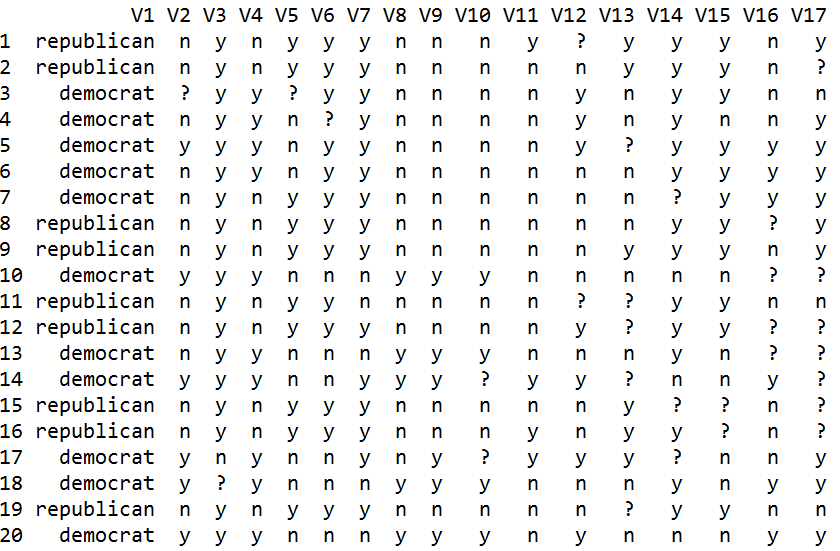 V1 V2 V3 V4 V5 V6 V7 V8 V9 V10 V11 V12 V13 V14 V15 V16 V17
1 republican n y n y y y n n n y ? y y y n y
2 republican n y n y y y n n n n n y y y n ?
3 democrat ? y y ? y y n n n n y n y y n n
4 democrat n y y n ? y n n n n y n y n n y
5 democrat y y y n y y n n n n y ? y y y y
6 democrat n y y n y y n n n n n n y y y y
7 democrat n y n y y y n n n n n n ? y y y
8 republican n y n y y y n n n n n n y y ? y
9 republican n y n y y y n n n n n y y y n y
10 democrat y y y n n n y y y n n n n n ? ?
11 republican n y n y y n n n n n ? ? y y n n
12 republican n y n y y y n n n n y ? y y ? ?
13 democrat n y y n n n y y y n n n y n ? ?
14 democrat y y y n n y y y ? y y ? n n y ?
15 republican n y n y y y n n n n n y ? ? n ?
16 republican n y n y y y n n n y n y y ? n ?
17 democrat y n y n n y n y ? y y y ? n n y
18 democrat y ? y n n n y y y n n n y n y y
19 republican n y n y y y n n n n n ? y y n n
20 democrat y y y n n n y y y n y n n n y y